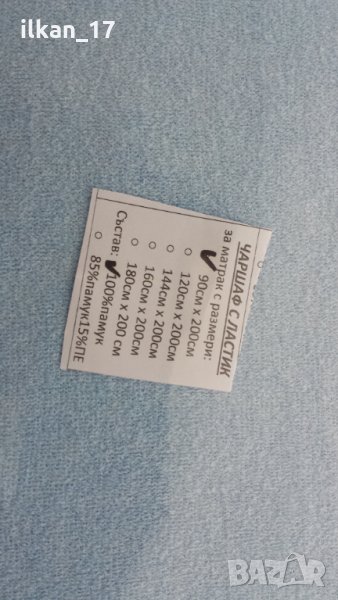 ilkan_17
ЧАРШАФ С ЛАСТИК
за матрак с размери:
90см x 200см
120см x 200см
144см x 200см
160см x 200см
180см x 200 см
Състав: 100%памук
85%памук15%ПЕ
BAZAR